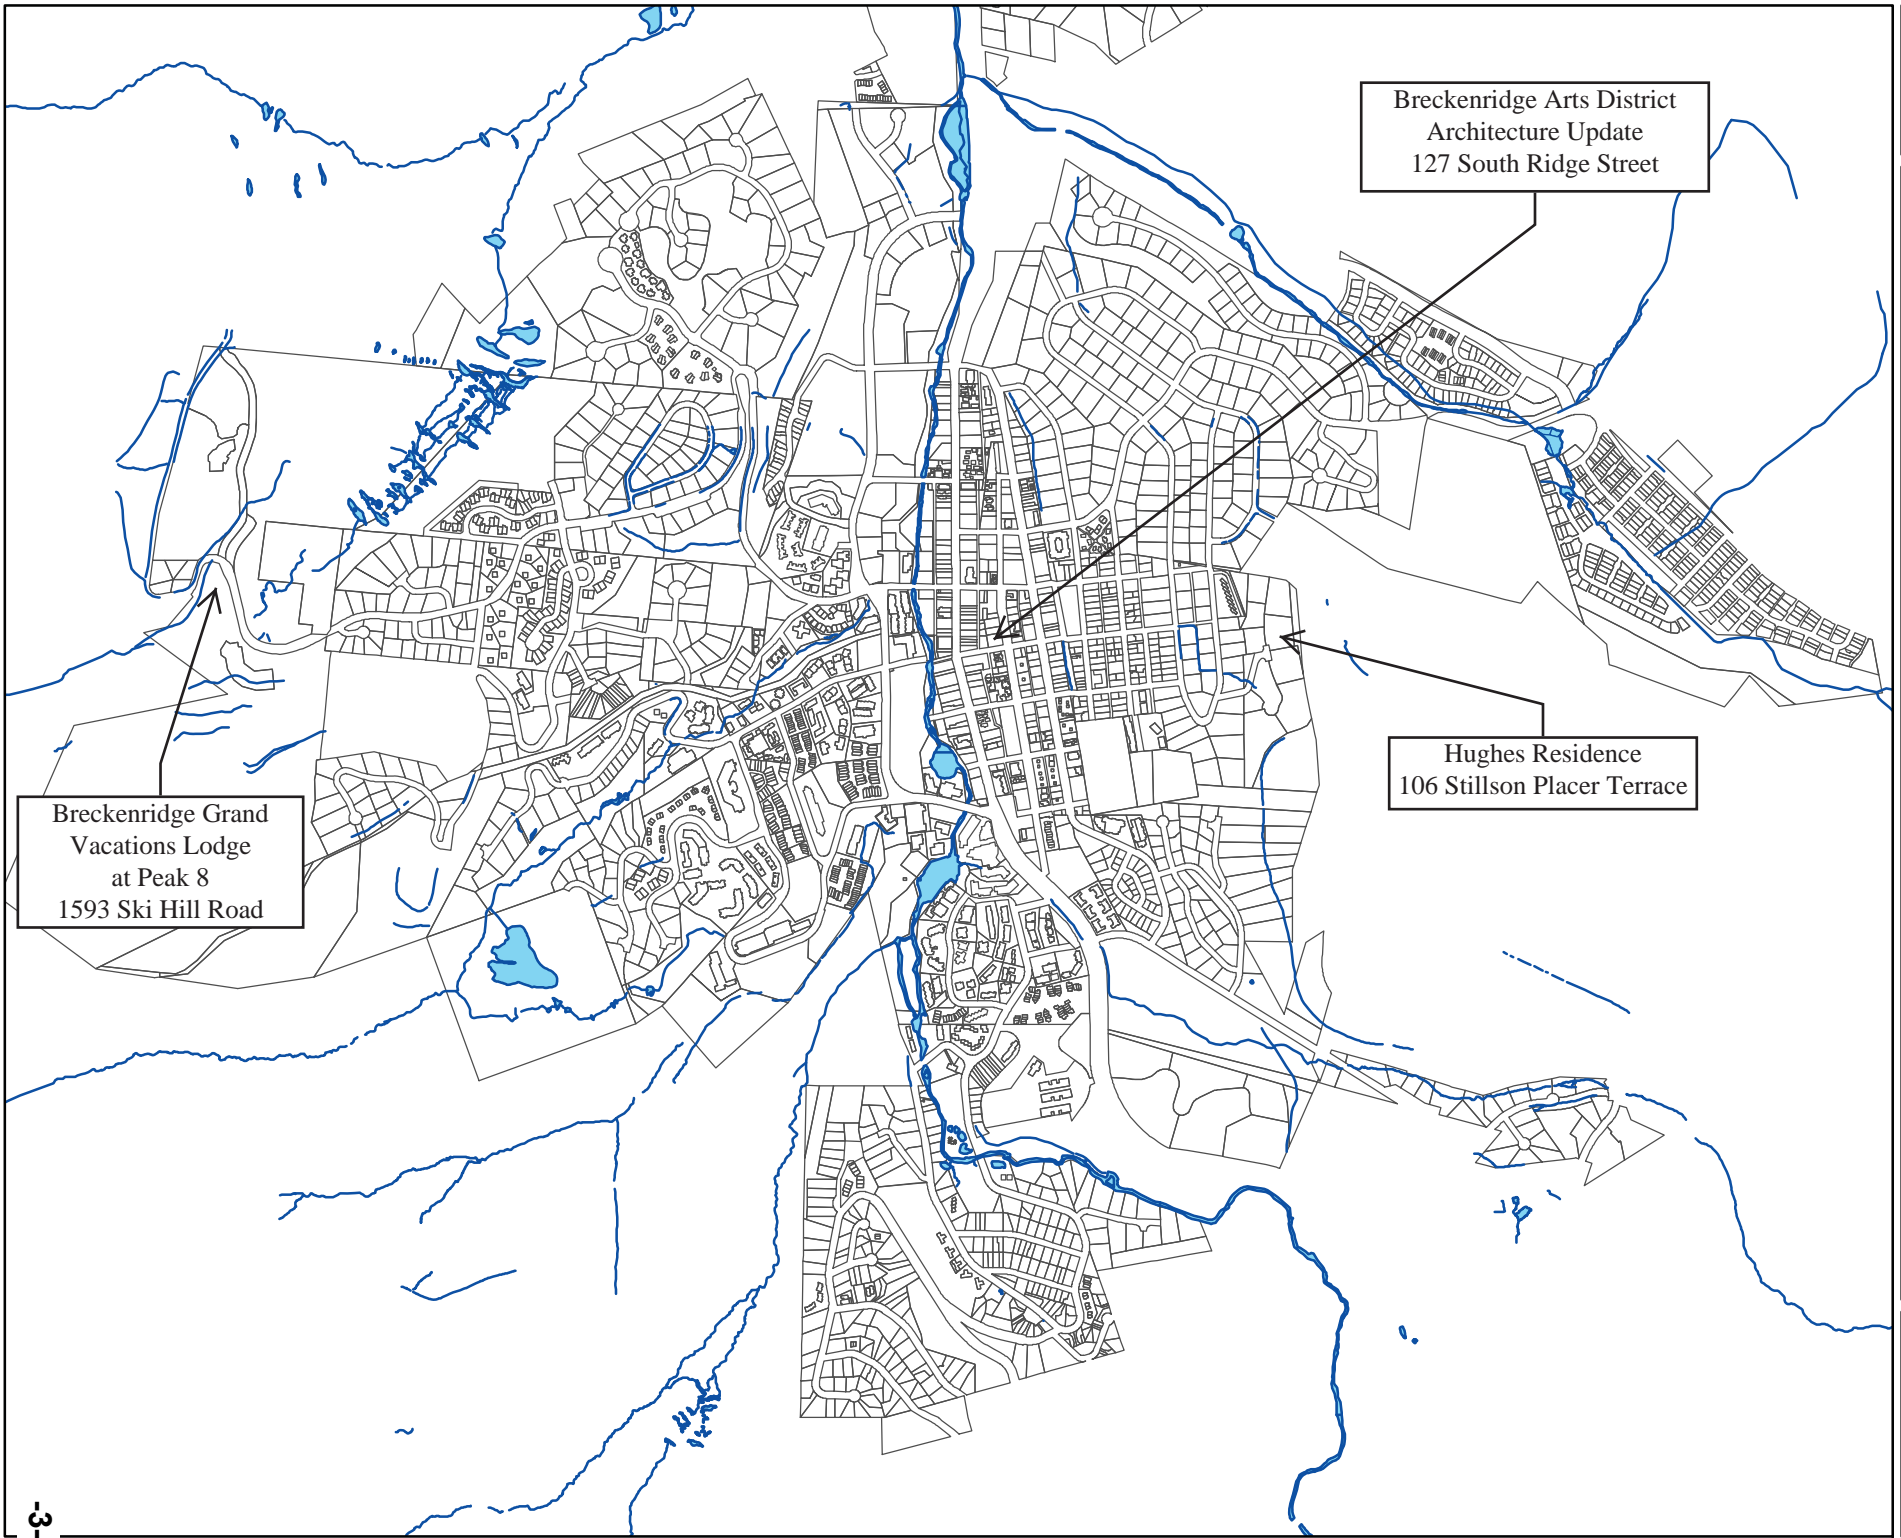 Breckenridge Arts District
Architecture Update
127 South Ridge Street
Hughes Residence
106 Stillson Placer Terrace
Breckenridge Grand
Vacations Lodge
at Peak 8
1593 Ski Hill Road
-3-